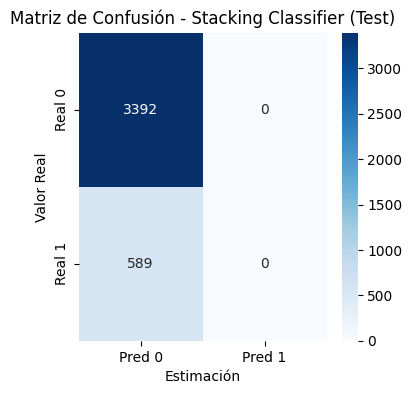 Matriz de Confusión - Stacking Classifier (Test)
Valor Real
Real 0
3392
0
Real 1
589
0
Pred 0
Pred 1
Estimación
3000
2500
2000
1500
1000
500
0